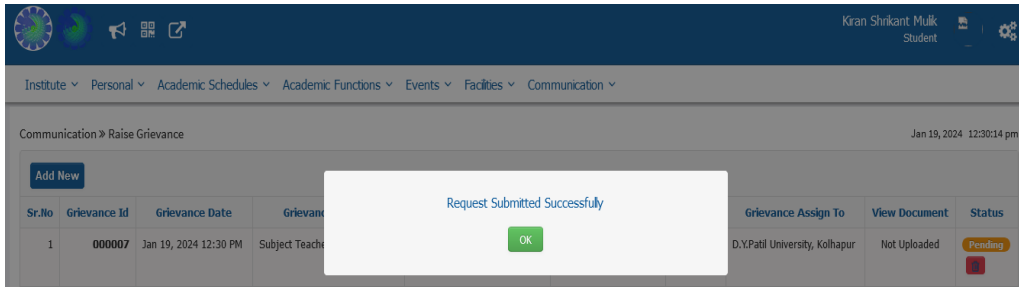 Kiran Shrikant Mulik
Student
Institute Personal Academic Schedules Academic Functions Events Facilities Communication
Communication » Raise Grievance Jan 19, 2024 12:30:14 pm
Add New
Request Submitted Successfully
OK
Sr.No Grievance Id Grievance Date Grievanc Grievance Assign To View Document Status
1 000007 Jan 19, 2024 12:30 PM Subject Teache D.Y.Patil University, Kolhapur Not Uploaded Pending